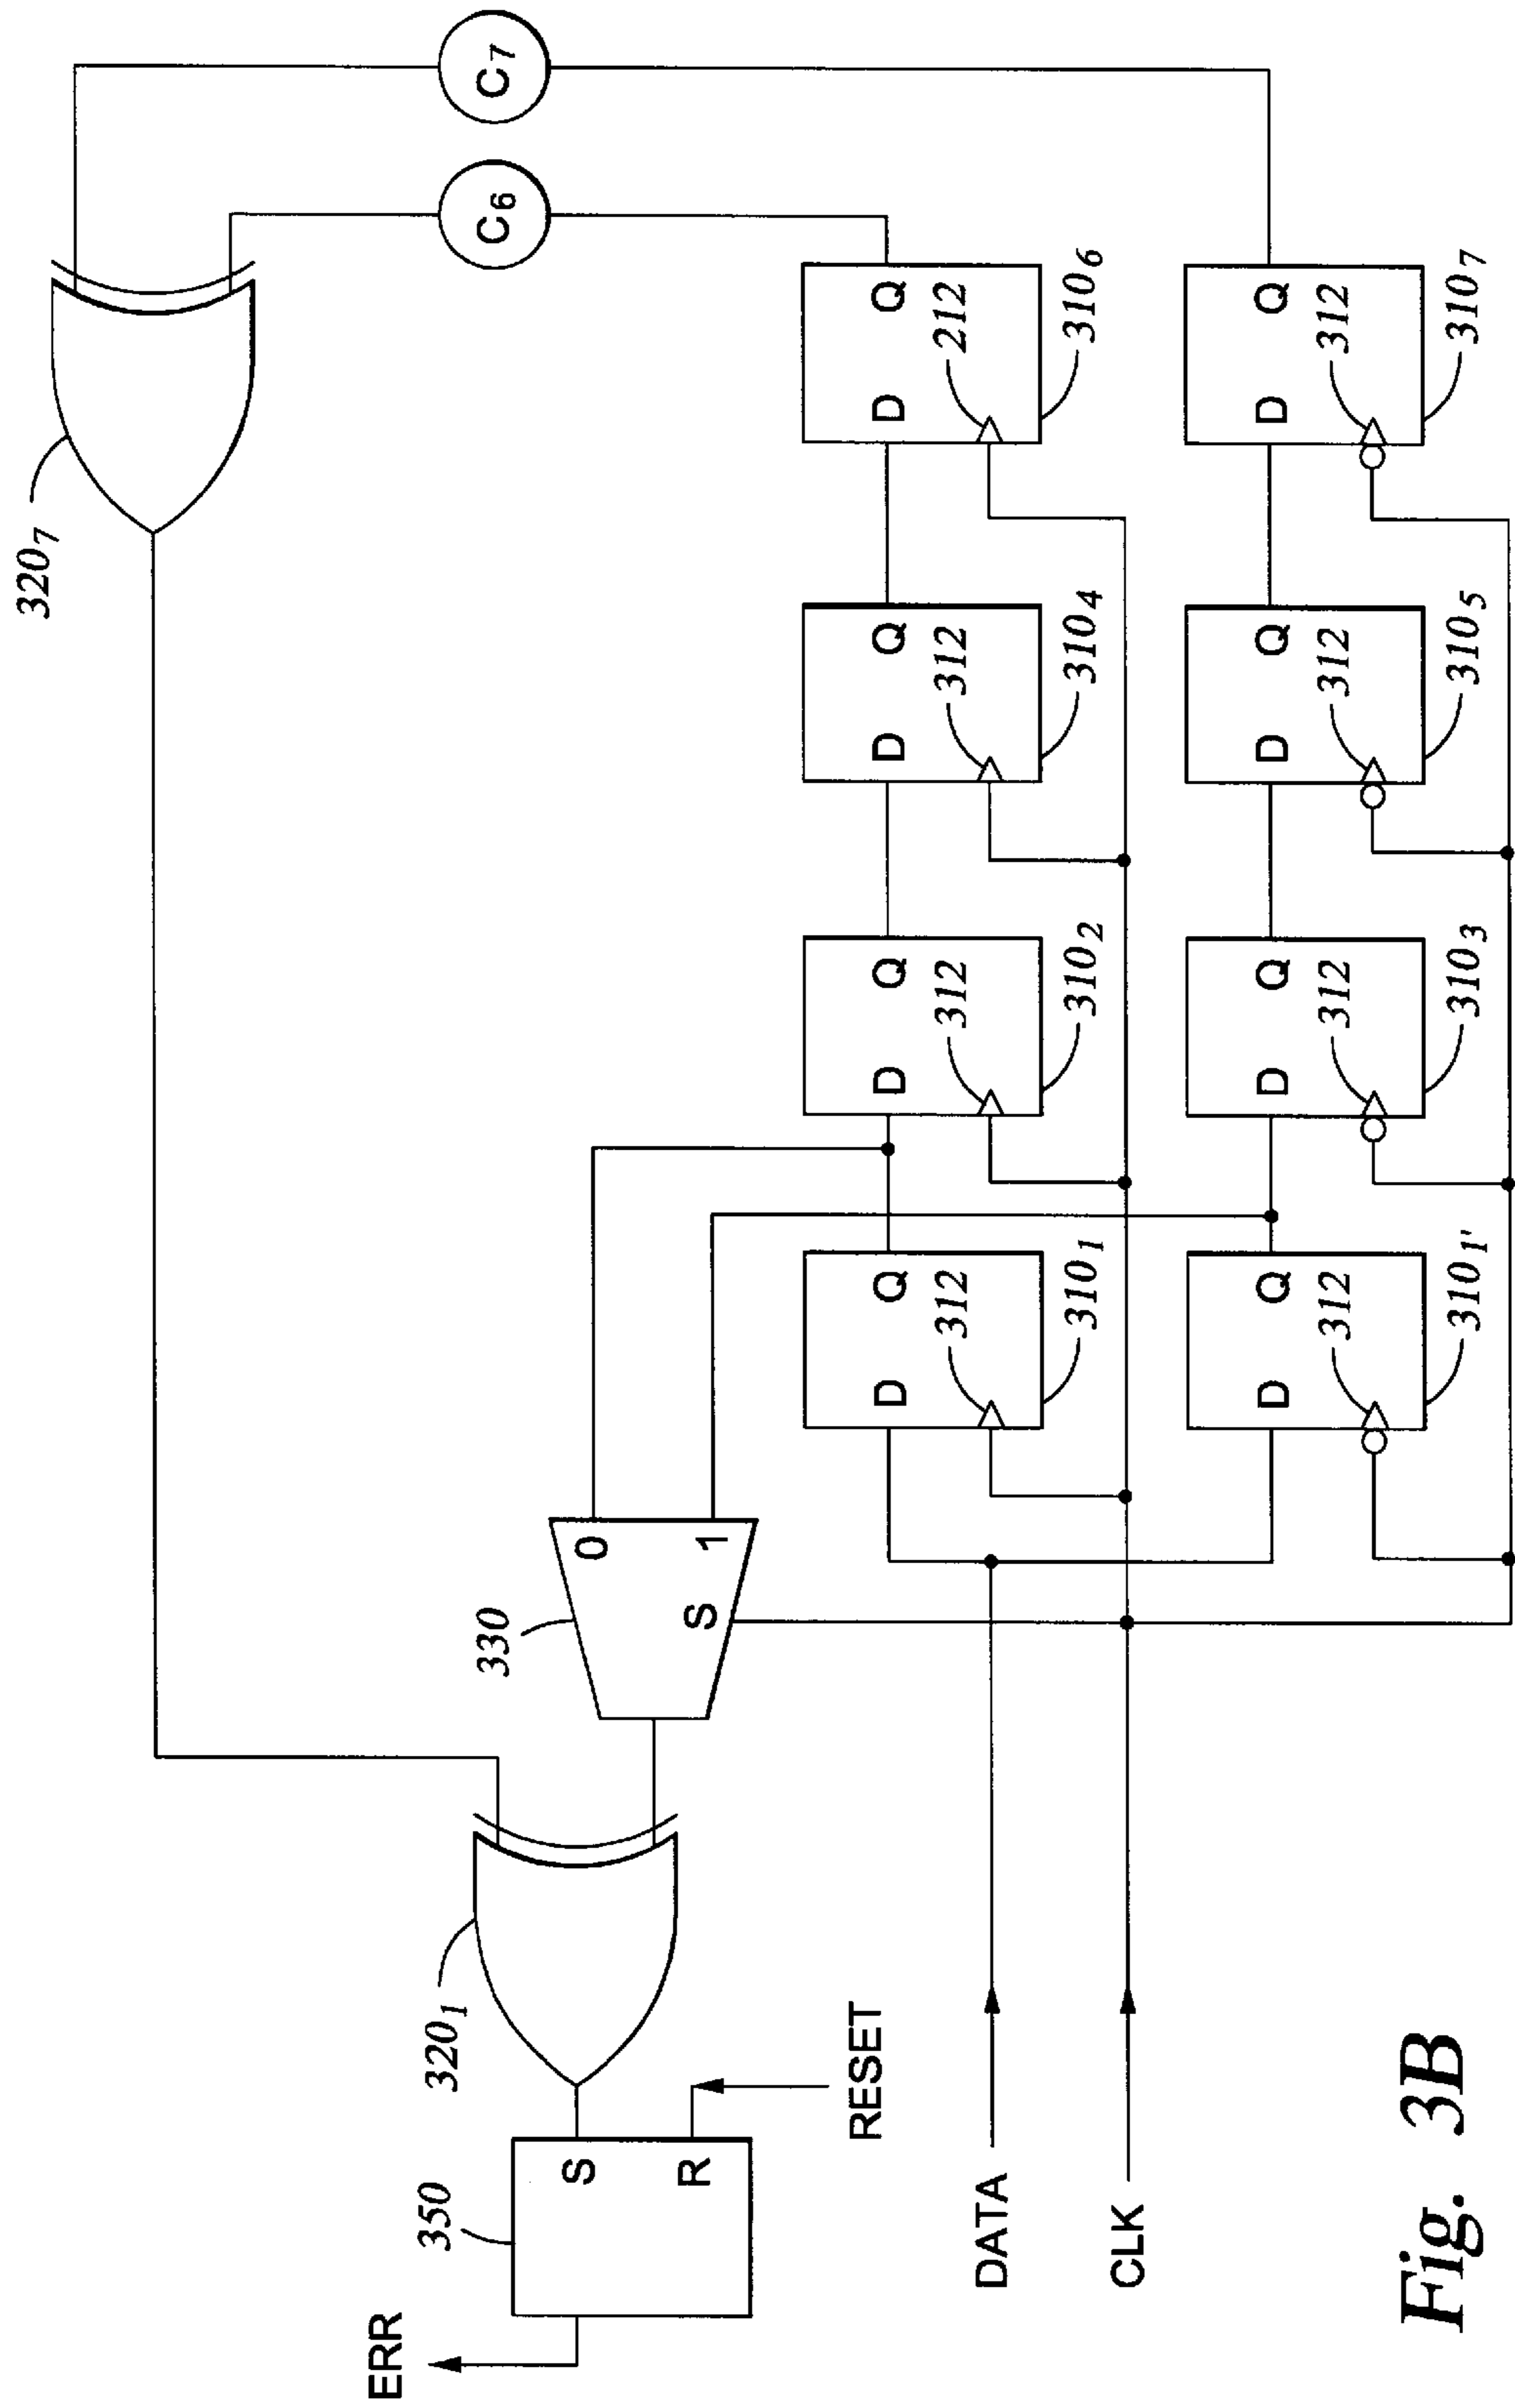 320₇
C₇
C₆
330
0
1
S
320₁
350
S
R
ERR
RESET
D Q
312
310₁
D Q
312
310₂
D Q
312
310₄
D Q
212
310₆
DATA
CLK
D Q
312
310₁'
D Q
312
310₃
D Q
312
310₅
D Q
312
310₇
Fig. 3B